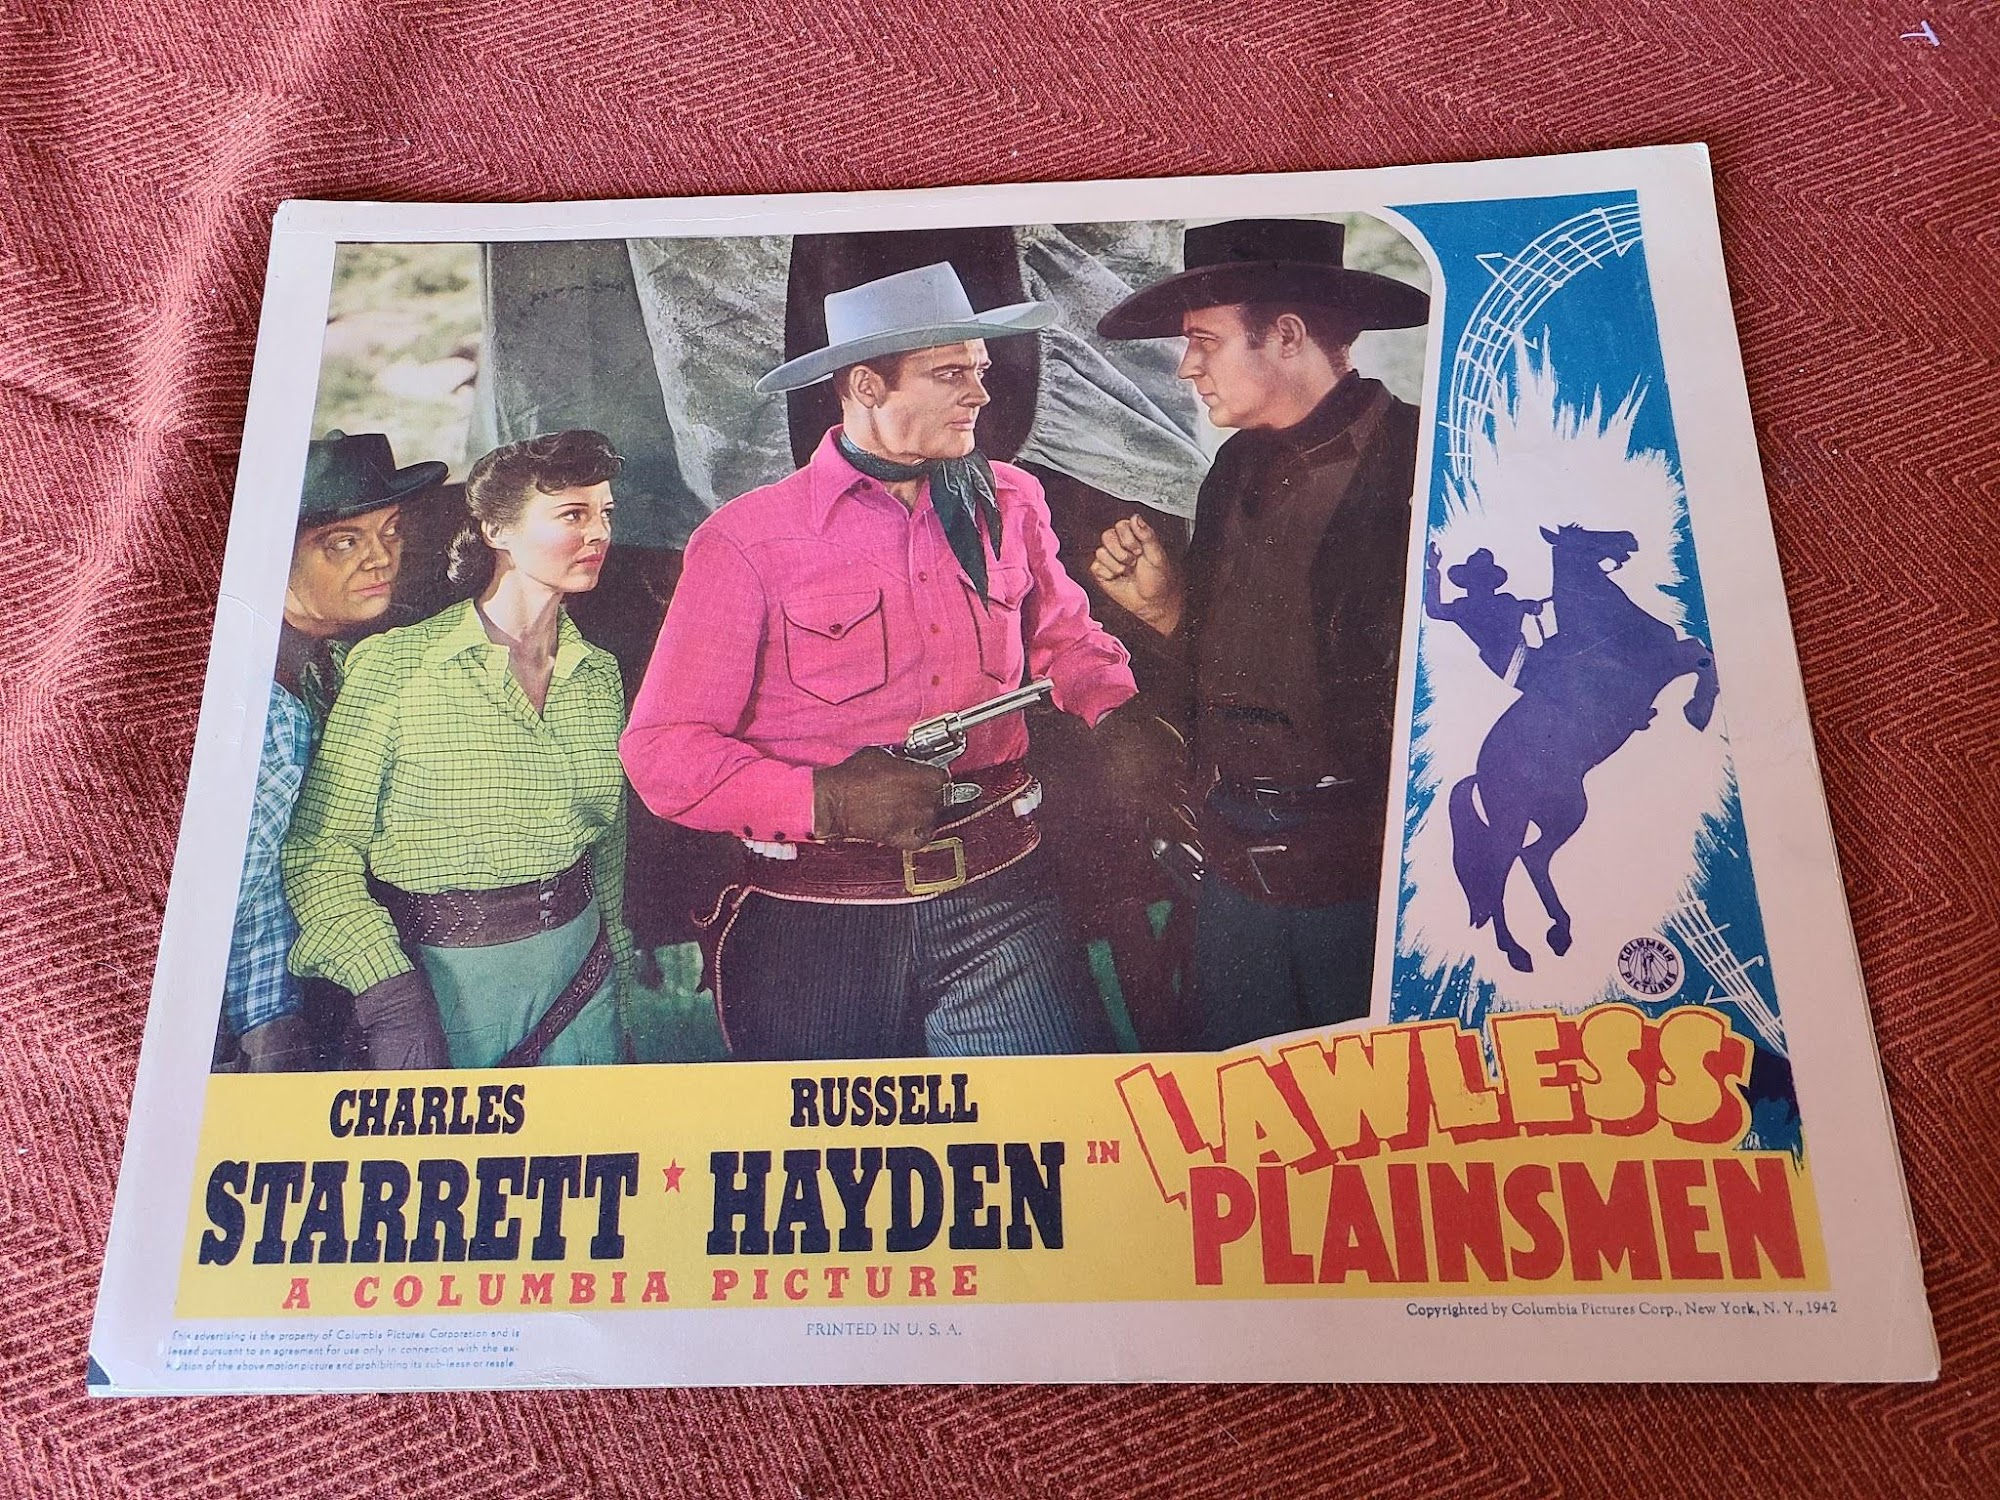 COLUMBIA
PICTURES
CHARLES
STARRETT
RUSSELL
HAYDEN
IN
LAWLESS
PLAINSMEN
A COLUMBIA PICTURE
This advertising is the property of Columbia Pictures Corporation and is
leased pursuant to an agreement for use only in connection with the ex-
of the above motion picture and prohibiting its sub-lease or resale.
PRINTED IN U. S. A.
Copyrighted by Columbia Pictures Corp., New York, N. Y., 1942